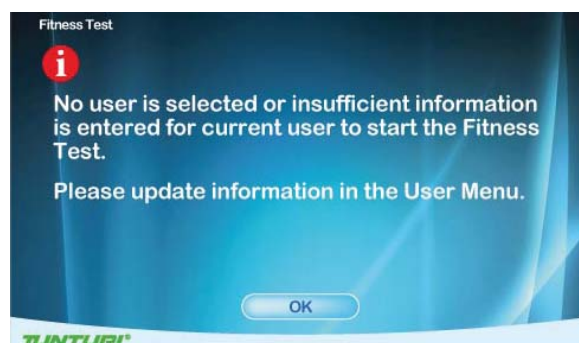 Fitness Test
i
No user is selected or insufficient information
is entered for current user to start the Fitness
Test.
Please update information in the User Menu.
OK
TUNTURI®